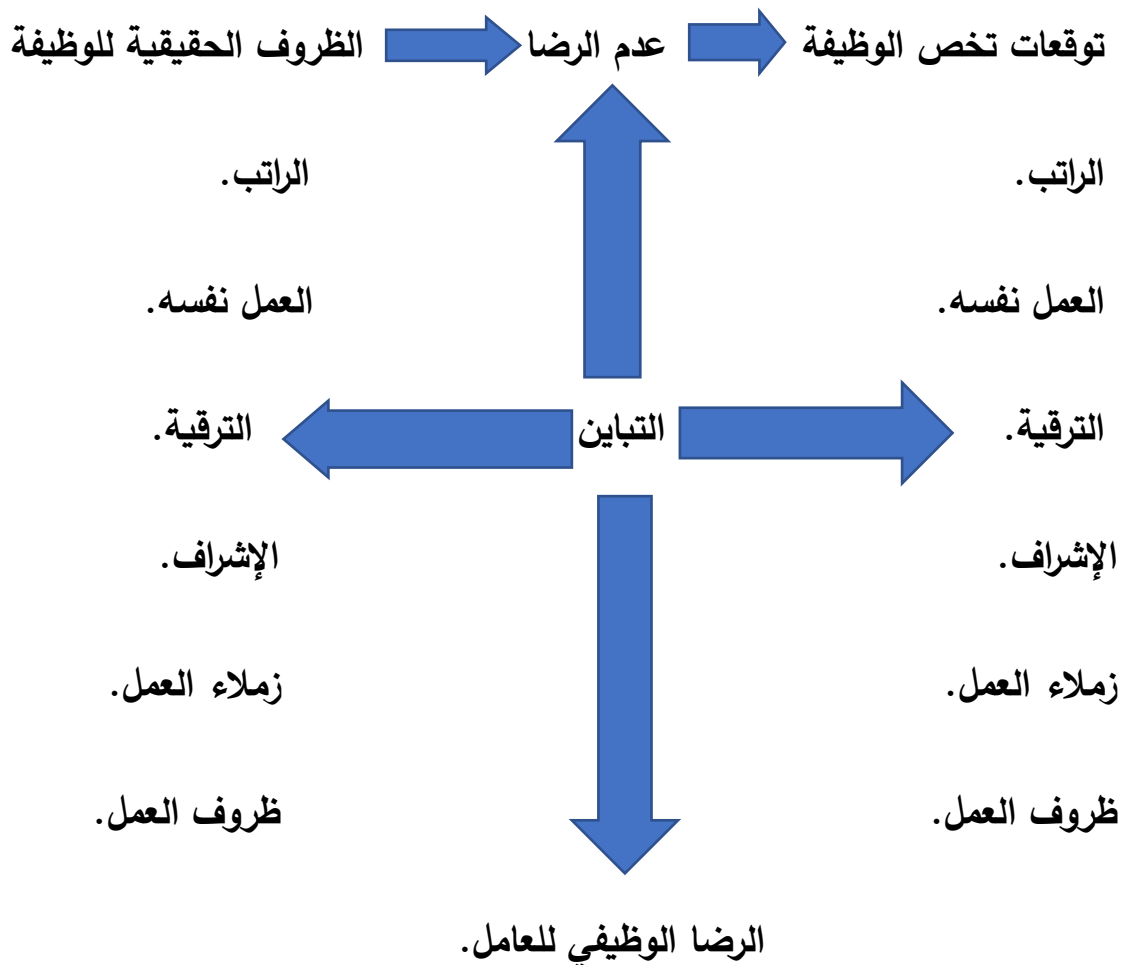 توقعات تخص الوظيفة عدم الرضا الظروف الحقيقية للوظيفة
الراتب. الراتب.
العمل نفسه. العمل نفسه.
الترقية. التباين الترقية.
الإشراف. الإشراف.
زملاء العمل. زملاء العمل.
ظروف العمل. ظروف العمل.
الرضا الوظيفي للعامل.